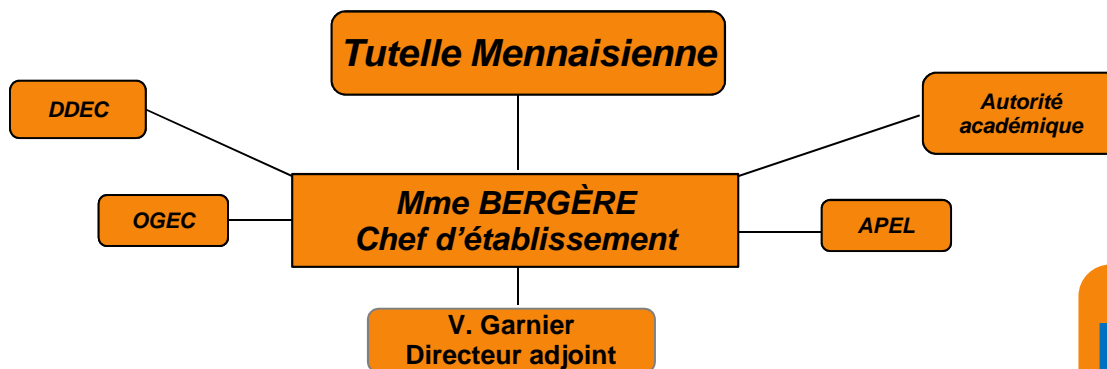 Tutelle Mennaisienne
DDEC
Autorité
académique
Mme BERGÈRE
Chef d’établissement
OGEC
APEL
V. Garnier
Directeur adjoint